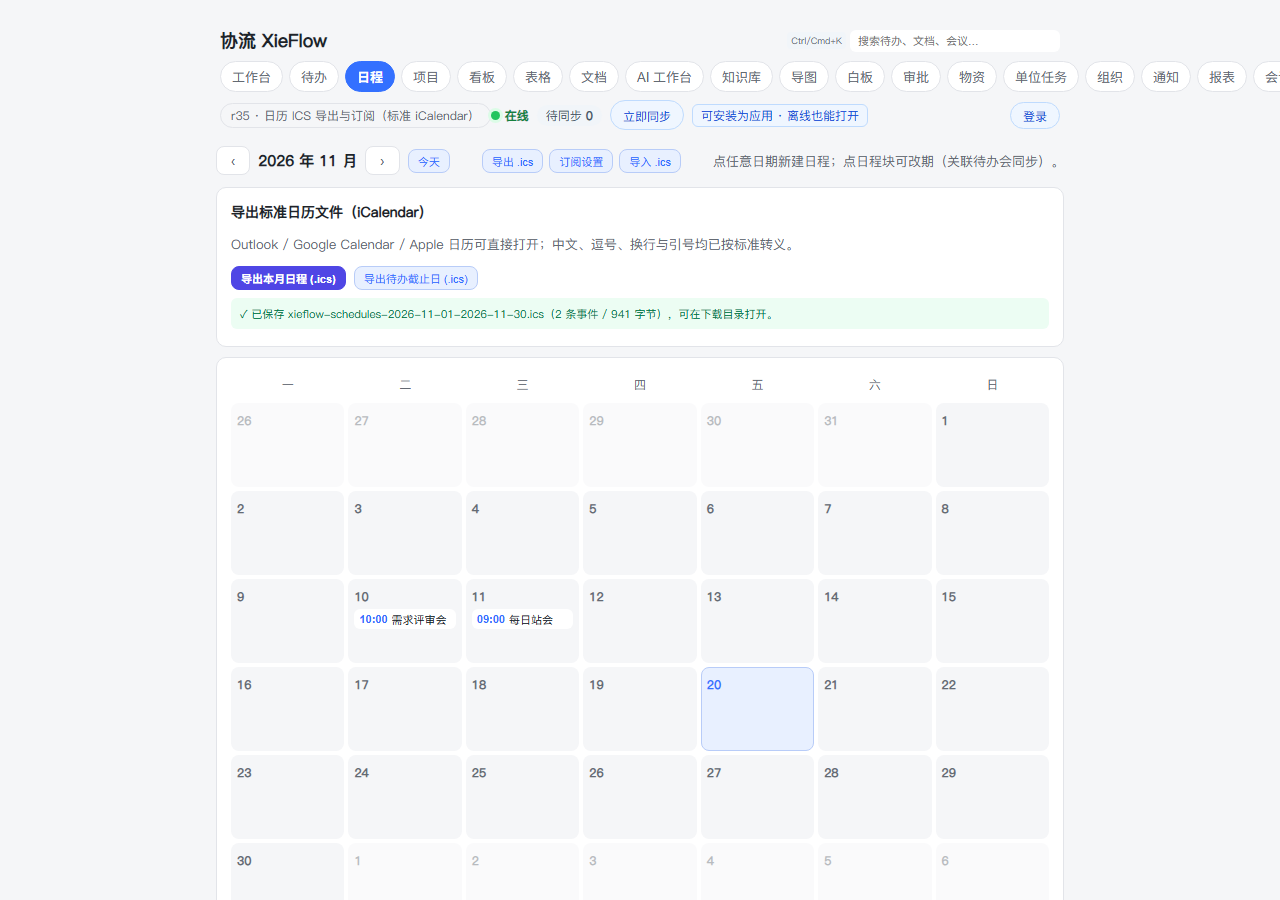 协流 XieFlow
Ctrl/Cmd+K 搜索待办、文档、会议...
工作台 待办 日程 项目 看板 表格 文档 AI 工作台 知识库 导图 白板 审批 物资 单位任务 组织 通知 报表 会
r35 · 日历 ICS 导出与订阅（标准 iCalendar） 在线 待同步 0 立即同步 可安装为应用 · 离线也能打开 登录
‹ 2026 年 11 月 › 今天 导出 .ics 订阅设置 导入 .ics 点任意日期新建日程；点日程块可改期（关联待办会同步）。
导出标准日历文件（iCalendar）
Outlook / Google Calendar / Apple 日历可直接打开；中文、逗号、换行与引号均已按标准转义。
导出本月日程 (.ics) 导出待办截止日 (.ics)
✓ 已保存 xieflow-schedules-2026-11-01-2026-11-30.ics（2 条事件 / 941 字节），可在下载目录打开。
一 二 三 四 五 六 日
26 27 28 29 30 31 1
2 3 4 5 6 7 8
9 10 11 12 13 14 15
10:00 需求评审会 09:00 每日站会
16 17 18 19 20 21 22
23 24 25 26 27 28 29
30 1 2 3 4 5 6